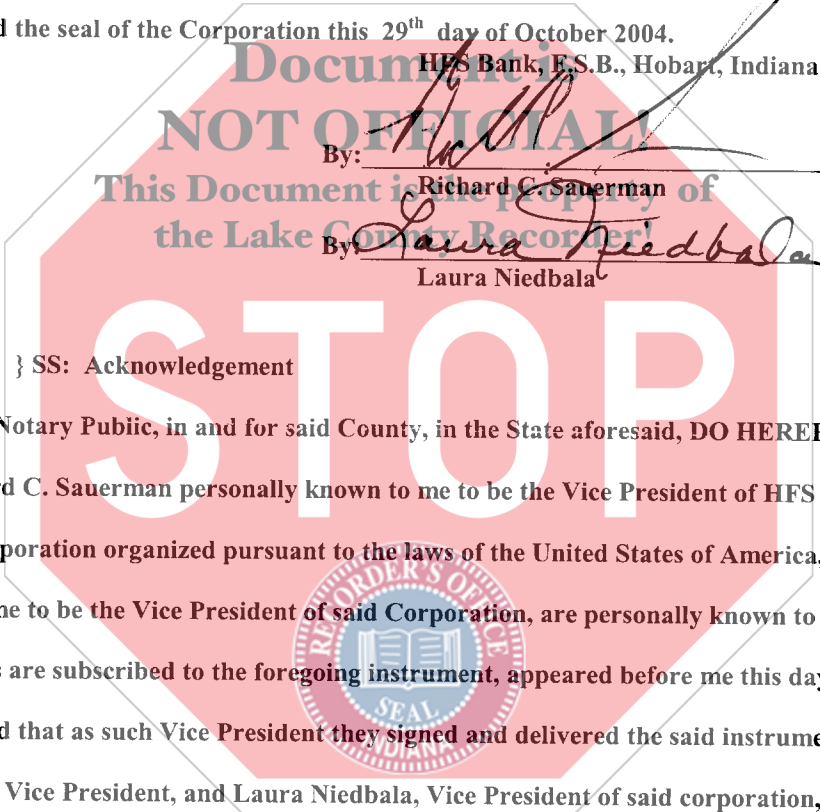 d the seal of the Corporation this 29th day of October 2004.
HFS Bank, F.S.B., Hobart, Indiana
Document is
NOT OFFICIAL!
By:
Richard C. Sauerman
This Document is the property of
the Lake County Recorder!
By: Laura Niedbala
Laura Niedbala
STOP
} SS: Acknowledgement
Notary Public, in and for said County, in the State aforesaid, DO HEREB
d C. Sauerman personally known to me to be the Vice President of HFS
poration organized pursuant to the laws of the United States of America,
ne to be the Vice President of said Corporation, are personally known to
s are subscribed to the foregoing instrument, appeared before me this day
d that as such Vice President they signed and delivered the said instrume
Vice President, and Laura Niedbala, Vice President of said corporation,
RECORDER'S OFFICE
SEAL
INDIANA